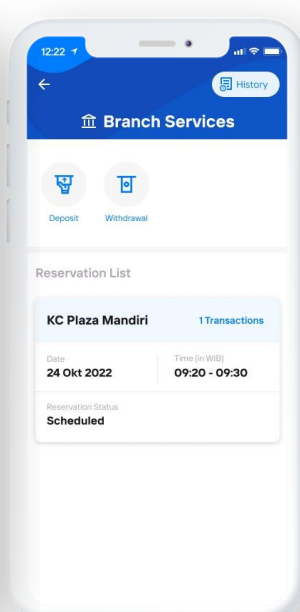 12:22
History
Branch Services
Deposit Withdrawal
Reservation List
KC Plaza Mandiri 1 Transactions
Date Time (in WIB)
24 Okt 2022 09:20 - 09:30
Reservation Status
Scheduled